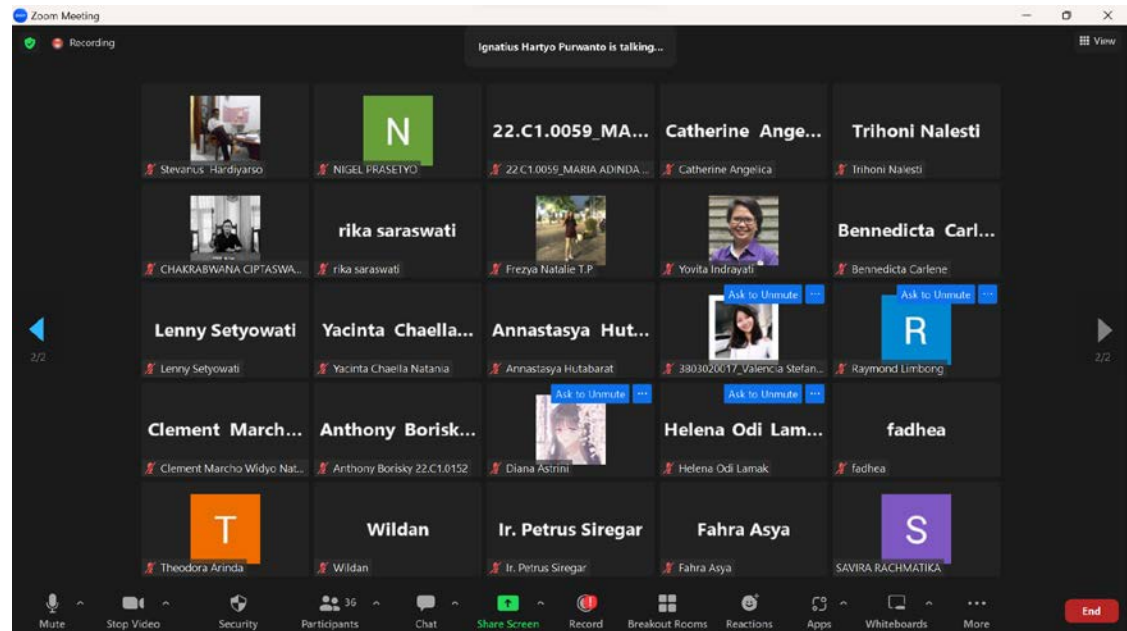 Zoom Meeting
Recording
Ignatius Hartyo Purwanto is talking...
View
Stevanus Hardiyarso
N
NIGEL PRASETYO
22.C1.0059_MA...
22.C1.0059_MARIA ADINDA...
Catherine Ange...
Catherine Angelica
Trihoni Nalesti
Trihoni Nalesti
CHAKRABWANA CIPTASWA...
rika saraswati
rika saraswati
Frezya Natalie T.P
Yovita Indrayati
Bennedicta Carl...
Bennedicta Carlene
Lenny Setyowati
Lenny Setyowati
Yacinta Chaella...
Yacinta Chaella Natania
Annastasya Hut...
Annastasya Hutabarat
Ask to Unmute ...
3803020017_Valencia Stefan...
Ask to Unmute ...
R
Raymond Limbong
2/2
2/2
Clement March...
Clement Marcho Widyo Nat...
Anthony Borisk...
Anthony Borisky 22.C1.0152
Ask to Unmute ...
Diana Astrini
Ask to Unmute ...
Helena Odi Lam...
Helena Odi Lamak
fadhea
fadhea
T
Theodora Arinda
Wildan
Wildan
Ir. Petrus Siregar
Ir. Petrus Siregar
Fahra Asya
Fahra Asya
S
SAVIRA RACHMATIKA
Mute
Stop Video
Security
36
Participants
Chat
Share Screen
Record
Breakout Rooms
Reactions
Apps
Whiteboards
More
End